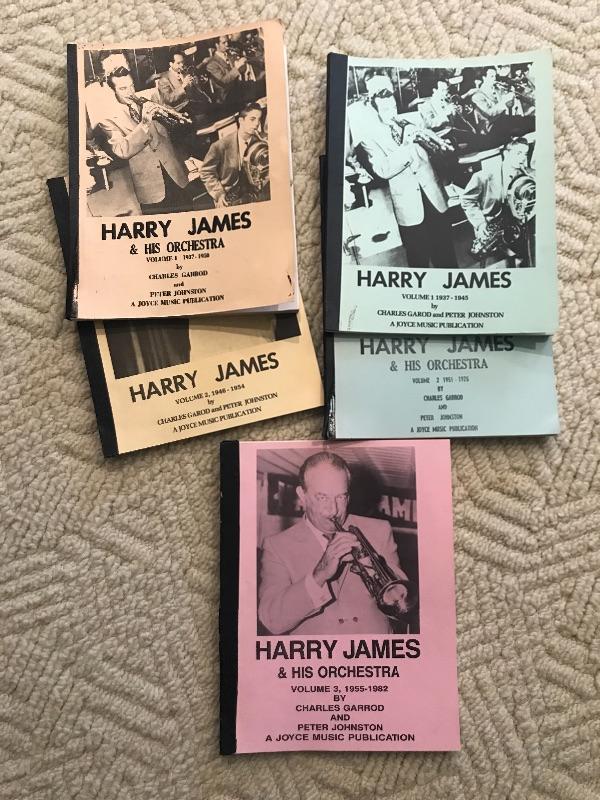 HARRY JAMES
& HIS ORCHESTRA
VOLUME 1 1937-1950
by
CHARLES GARROD
and
PETER JOHNSTON
A JOYCE MUSIC PUBLICATION
HARRY JAMES
VOLUME 1 1937-1945
by
CHARLES GAROD and PETER JOHNSTON
A JOYCE MUSIC PUBLICATION
HARRY JAMES
VOLUME 2, 1946-1954
by
CHARLES GAROD and PETER JOHNSTON
A JOYCE MUSIC PUBLICATION
HARRY JAMES
& HIS ORCHESTRA
VOLUME 2 1951-1975
BY
CHARLES GARROD
AND
PETER JOHNSTON
A JOYCE MUSIC PUBLICATION
HARRY JAMES
& HIS ORCHESTRA
VOLUME 3, 1955-1982
BY
CHARLES GARROD
AND
PETER JOHNSTON
A JOYCE MUSIC PUBLICATION